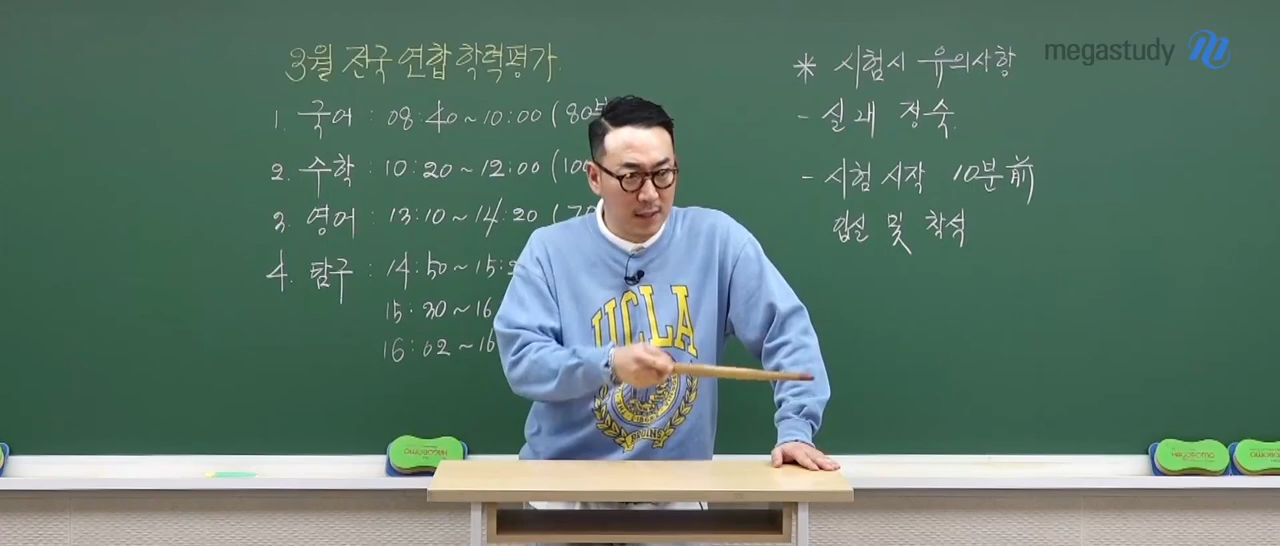 3월 전국 연합 학력평가.
1. 국어 : 08:40~10:00 (80분
2. 수학 : 10:20~12:00 (100
3. 영어 : 13:10~14:20 (70
4. 탐구 : 14:50~15:2
15:30~16
16:02~16
* 시험시 유의사항
- 실내 정숙.
- 시험 시작 10분前
입실 및 착석
megastudy
UCLA